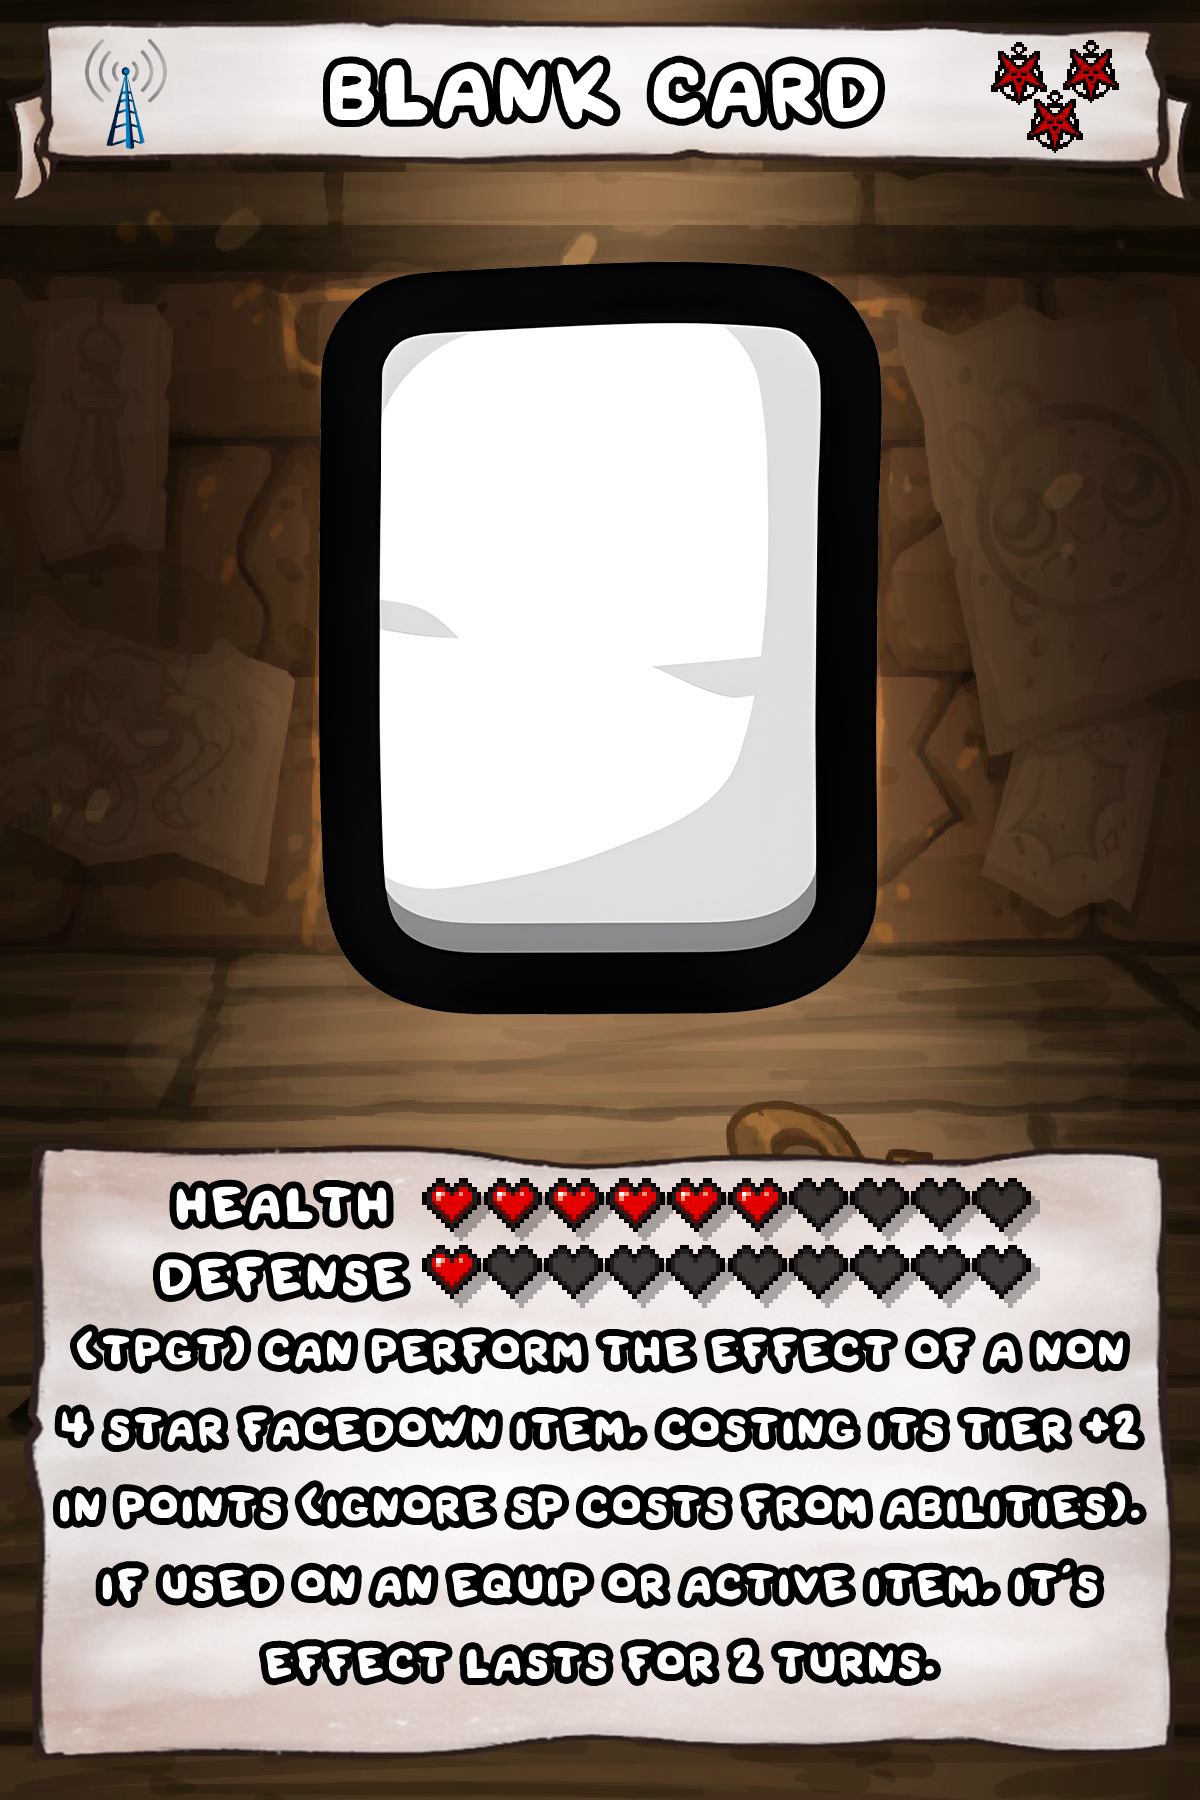 BLANK CARD
HEALTH
DEFENSE
(TPGT) CAN PERFORM THE EFFECT OF A NON
4 STAR FACEDOWN ITEM, COSTING ITS TIER +2
IN POINTS (IGNORE SP COSTS FROM ABILITIES).
IF USED ON AN EQUIP OR ACTIVE ITEM, IT'S
EFFECT LASTS FOR 2 TURNS.